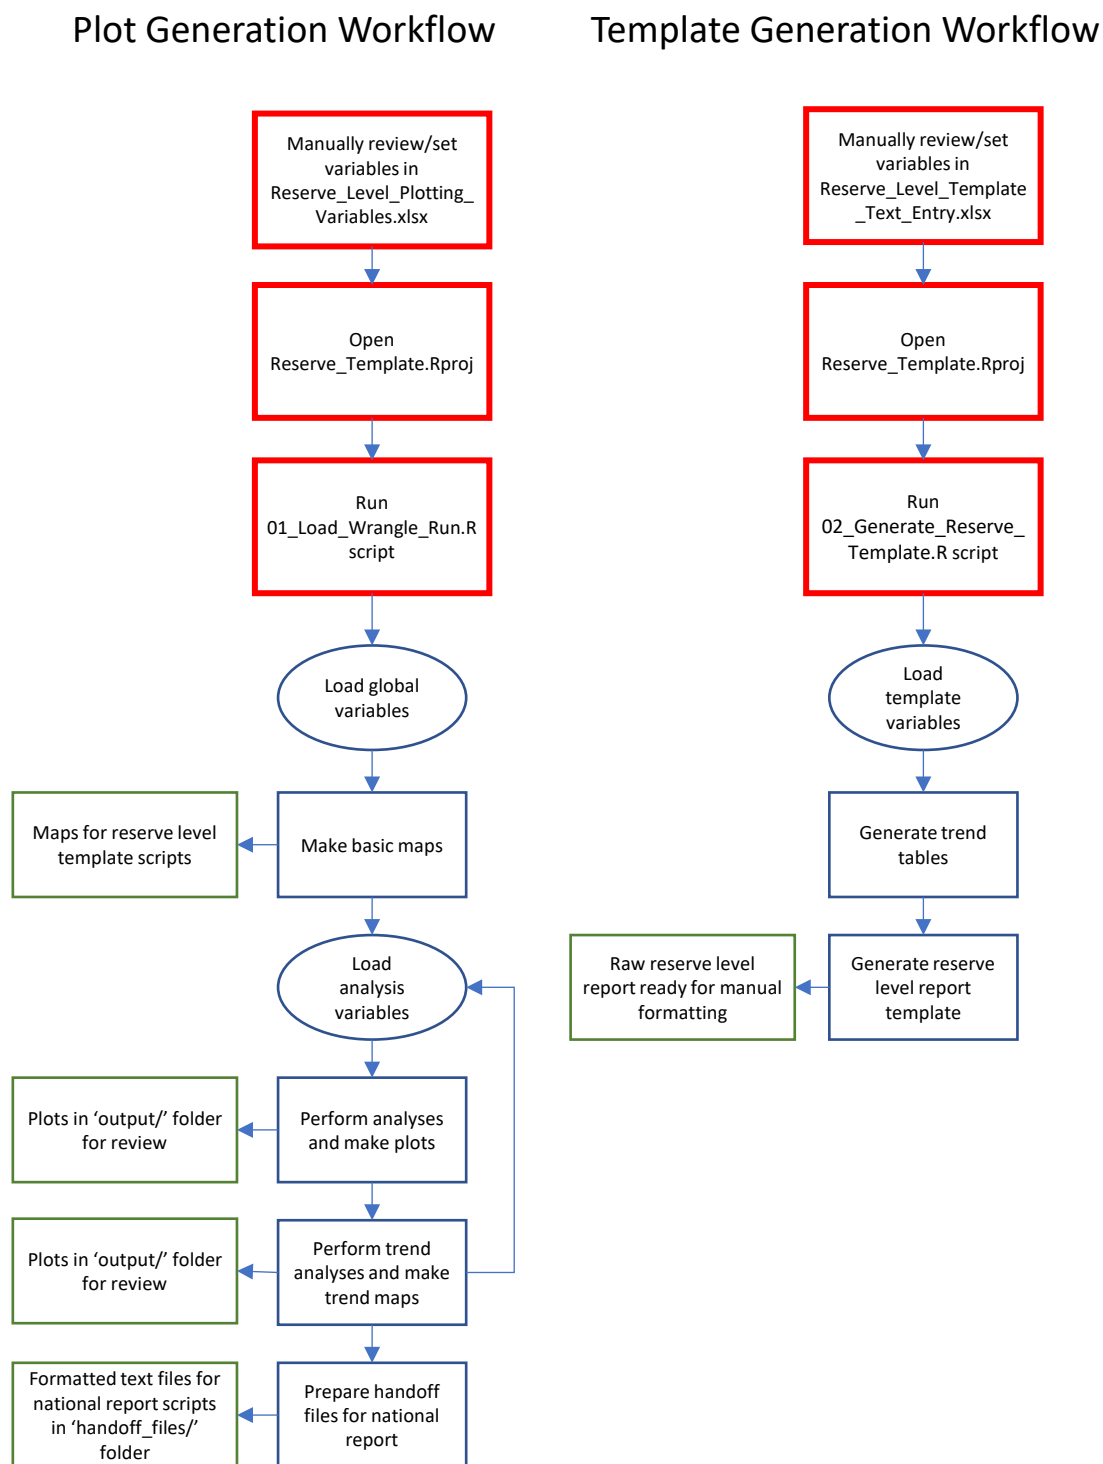 Plot Generation Workflow
Manually review/set
variables in
Reserve_Level_Plotting_
Variables.xlsx
Open
Reserve_Template.Rproj
Run
01_Load_Wrangle_Run.R
script
Load global
variables
Make basic maps
Maps for reserve level
template scripts
Load
analysis
variables
Perform analyses
and make plots
Plots in ‘output/’ folder
for review
Perform trend
analyses and make
trend maps
Plots in ‘output/’ folder
for review
Prepare handoff
files for national
report
Formatted text files for
national report scripts
in ‘handoff_files/’
folder
Template Generation Workflow
Manually review/set
variables in
Reserve_Level_Template
_Text_Entry.xlsx
Open
Reserve_Template.Rproj
Run
02_Generate_Reserve_
Template.R script
Load
template
variables
Generate trend
tables
Generate reserve
level report
template
Raw reserve level
report ready for manual
formatting